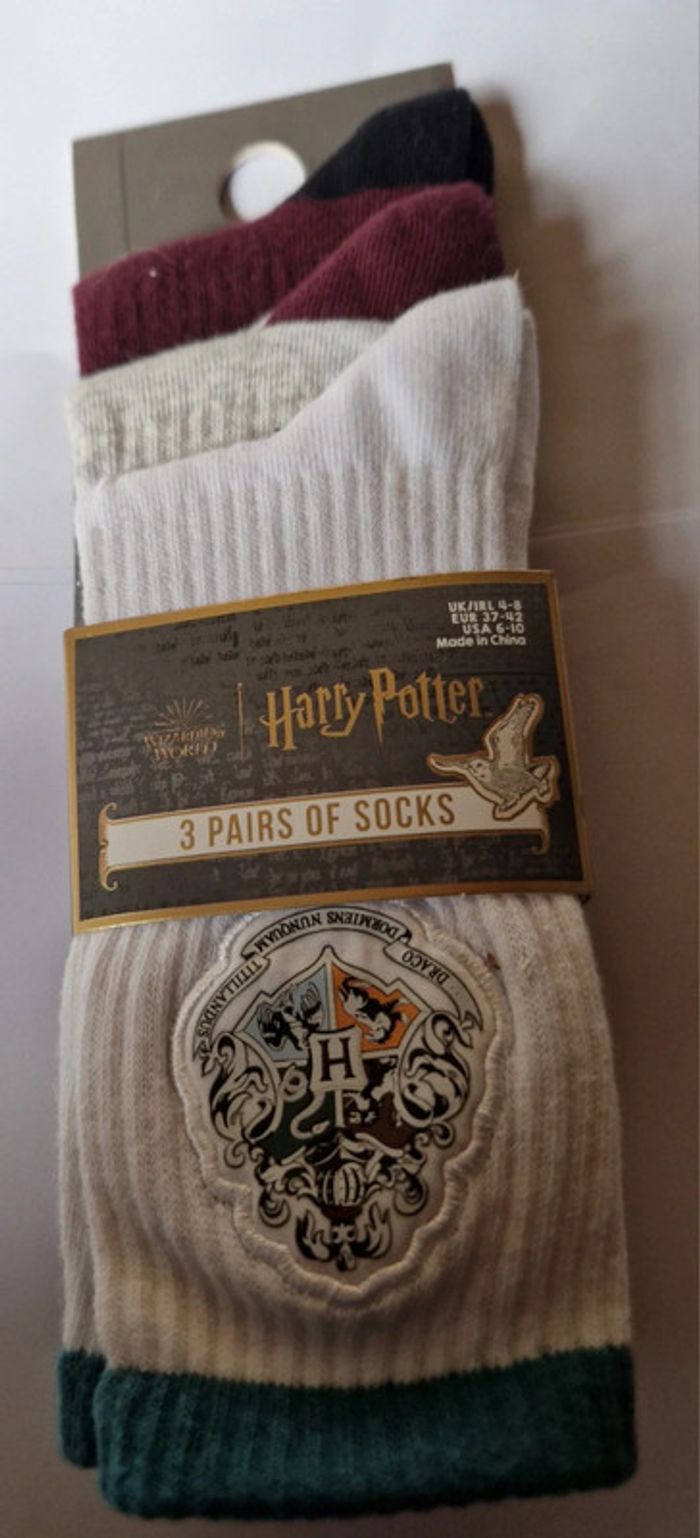 UK/IRL 4-8
EUR 37-42
USA 6-10
Made in China
WIZARDING
WORLD
Harry Potter
3 PAIRS OF SOCKS
DRACO DORMIENS NUNQUAM TITILLANDUS
H